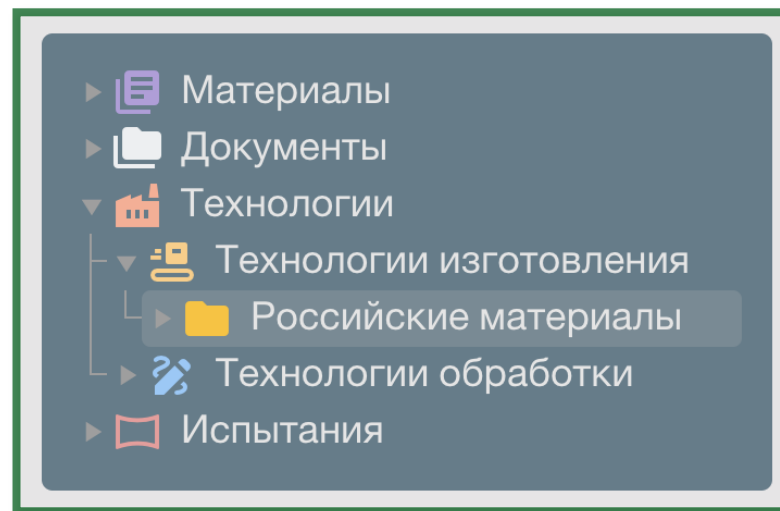 Материалы
Документы
Технологии
Технологии изготовления
Российские материалы
Технологии обработки
Испытания